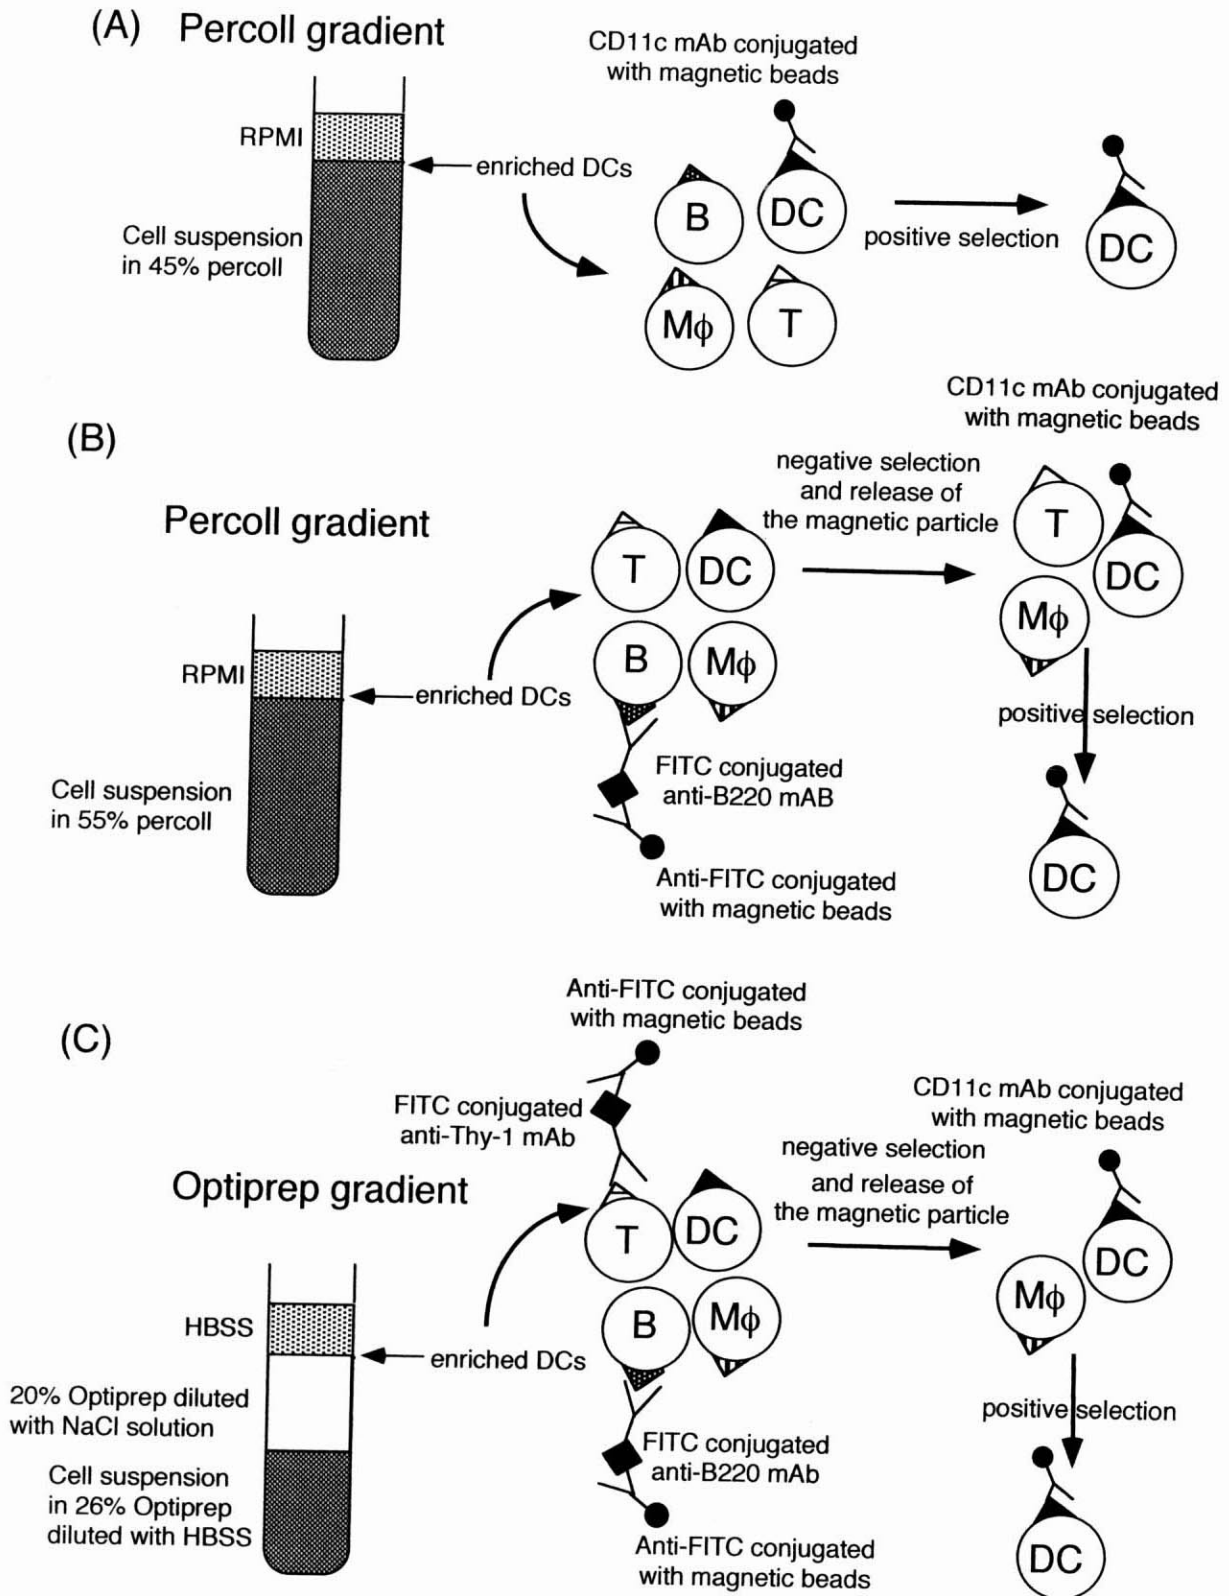 (A) Percoll gradient
CD11c mAb conjugated
with magnetic beads
RPMI
enriched DCs
Cell suspension
in 45% percoll
B
DC
Mϕ
T
positive selection
DC
(B)
Percoll gradient
RPMI
enriched DCs
Cell suspension
in 55% percoll
T
DC
B
Mϕ
FITC conjugated
anti-B220 mAB
Anti-FITC conjugated
with magnetic beads
negative selection
and release of
the magnetic particle
CD11c mAb conjugated
with magnetic beads
T
DC
Mϕ
positive selection
DC
(C)
Optiprep gradient
HBSS
enriched DCs
20% Optiprep diluted
with NaCl solution
Cell suspension
in 26% Optiprep
diluted with HBSS
Anti-FITC conjugated
with magnetic beads
FITC conjugated
anti-Thy-1 mAb
T
DC
B
Mϕ
FITC conjugated
anti-B220 mAb
Anti-FITC conjugated
with magnetic beads
negative selection
and release of
the magnetic particle
CD11c mAb conjugated
with magnetic beads
DC
Mϕ
positive selection
DC